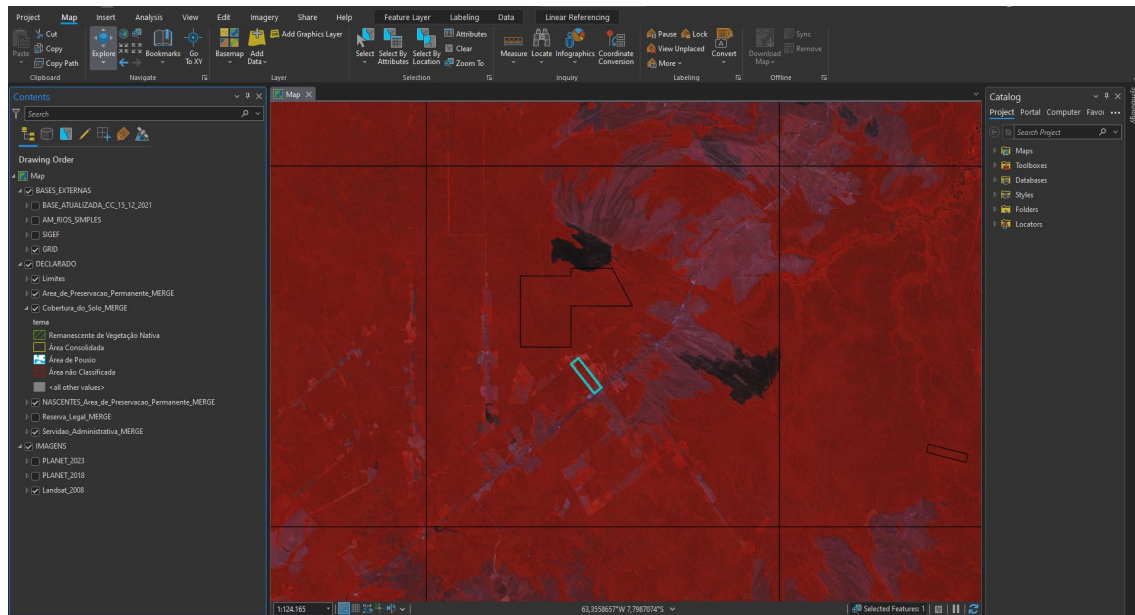 Project Map Insert Analysis View Edit Imagery Share Help Feature Layer Labeling Data Linear Referencing
Paste
Cut
Copy
Copy Path
Clipboard
Explore
Bookmarks
Go To XY
Navigate
Basemap
Add Data
Add Graphics Layer
Layer
Select
Select By Attributes
Select By Location
Attributes
Clear
Zoom To
Selection
Measure
Locate
Infographics
Coordinate Conversion
Inquiry
Pause
Lock
View Unplaced
More
Convert
Labeling
Download Map
Sync
Remove
Offline
Contents
Search
Drawing Order
Map
BASES_EXTERNAS
BASE_ATUALIZADA_CC_15_12_2021
AM_RIOS_SIMPLES
SIGEF
GRID
DECLARADO
Limites
Area_de_Preservacao_Permanente_MERGE
Cobertura_do_Solo_MERGE
tema
Remanescente de Vegetação Nativa
Área Consolidada
Área de Pousio
Área não Classificada
<all other values>
NASCENTES_Area_de_Preservacao_Permanente_MERGE
Reserva_Legal_MERGE
Servidao_Administrativa_MERGE
IMAGENS
PLANET_2023
PLANET_2018
Landsat_2008
Map
1:124.165
63,3558657°W 7,7987074°S
Selected Features: 1
Catalog
Project Portal Computer Favor
Search Project
Maps
Toolboxes
Databases
Styles
Folders
Locators
Symbology